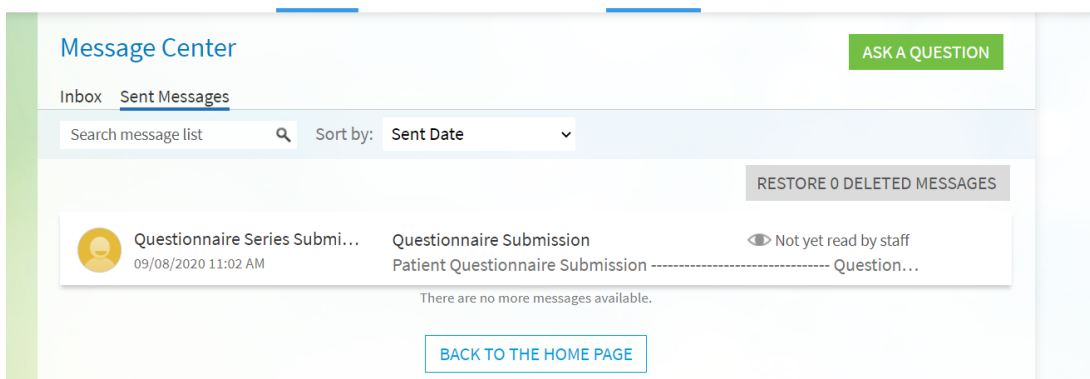 Message Center
ASK A QUESTION
Inbox Sent Messages
Search message list Sort by: Sent Date
RESTORE 0 DELETED MESSAGES
Questionnaire Series Submi... Questionnaire Submission Not yet read by staff
09/08/2020 11:02 AM Patient Questionnaire Submission -------------------------------- Question...
There are no more messages available.
BACK TO THE HOME PAGE